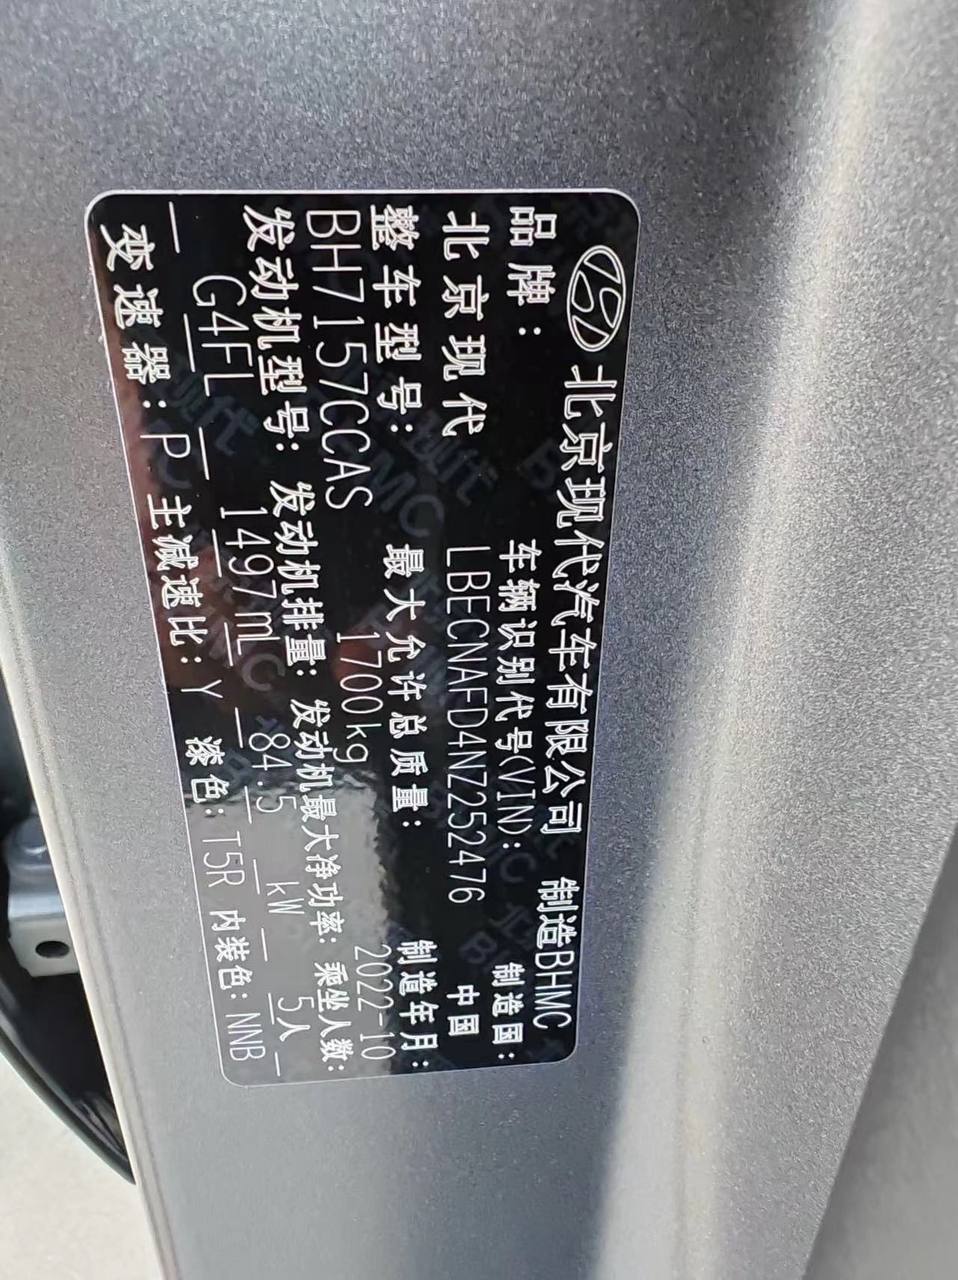 北京现代汽车有限公司 制造BHMC
品牌: 车辆识别代号(VIN): 制造国:
北京现代 LBECNAFD4NZ252476 中国
整车型号: 最大允许总质量: 制造年月:
BH7157CCAS 1700kg 2022-10
发动机型号: 发动机排量: 发动机最大净功率: 乘坐人数:
G4FL 1497mL 84.5 kW 5人
变速器: P 主减速比: Y 漆色: T5R 内装色: NNB